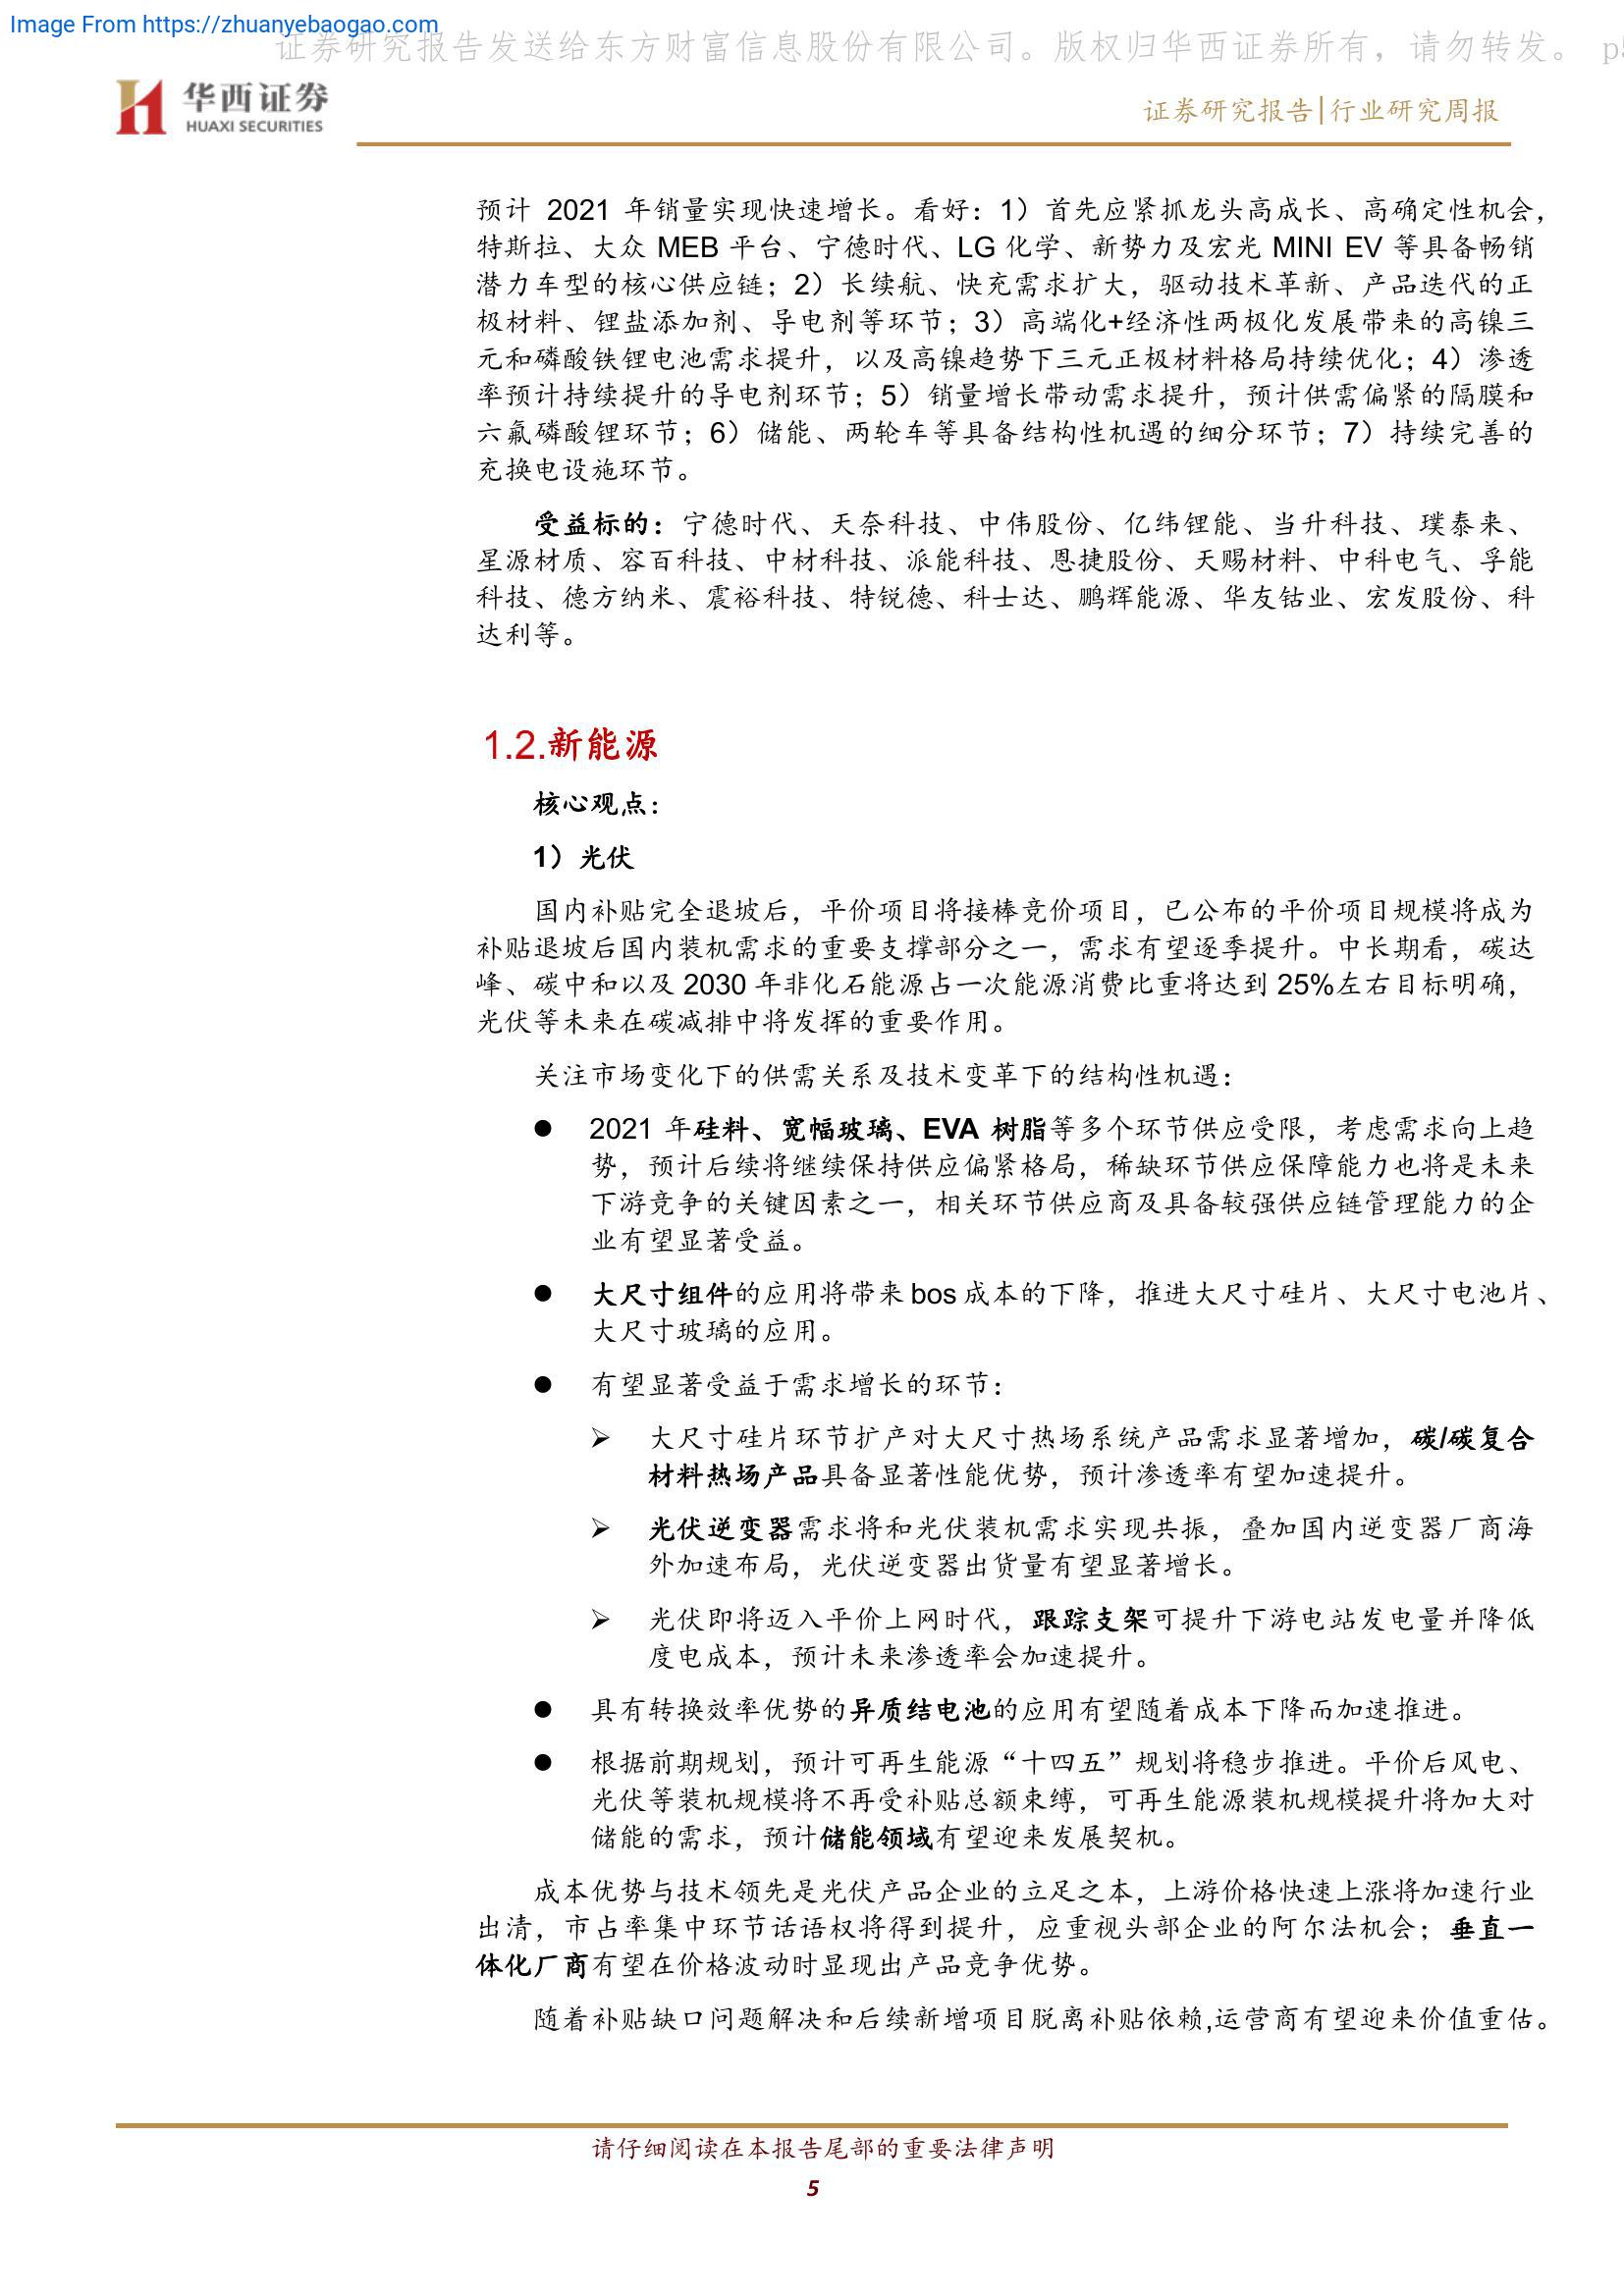 Image From https://zhuanyebaogao.com
证券研究报告发送给东方财富信息股份有限公司。版权归华西证券所有，请勿转发。 p5
华西证券
HUAXI SECURITIES
证券研究报告|行业研究周报
预计 2021 年销量实现快速增长。看好：1）首先应紧抓龙头高成长、高确定性机会，
特斯拉、大众 MEB 平台、宁德时代、LG 化学、新势力及宏光 MINI EV 等具备畅销
潜力车型的核心供应链；2）长续航、快充需求扩大，驱动技术革新、产品迭代的正
极材料、锂盐添加剂、导电剂等环节；3）高端化+经济性两极化发展带来的高镍三
元和磷酸铁锂电池需求提升，以及高镍趋势下三元正极材料格局持续优化；4）渗透
率预计持续提升的导电剂环节；5）销量增长带动需求提升，预计供需偏紧的隔膜和
六氟磷酸锂环节；6）储能、两轮车等具备结构性机遇的细分环节；7）持续完善的
充换电设施环节。
受益标的：宁德时代、天奈科技、中伟股份、亿纬锂能、当升科技、璞泰来、
星源材质、容百科技、中材科技、派能科技、恩捷股份、天赐材料、中科电气、孚能
科技、德方纳米、震裕科技、特锐德、科士达、鹏辉能源、华友钴业、宏发股份、科
达利等。
1.2.新能源
核心观点：
1）光伏
国内补贴完全退坡后，平价项目将接棒竞价项目，已公布的平价项目规模将成为
补贴退坡后国内装机需求的重要支撑部分之一，需求有望逐季提升。中长期看，碳达
峰、碳中和以及 2030 年非化石能源占一次能源消费比重将达到 25%左右目标明确，
光伏等未来在碳减排中将发挥的重要作用。
关注市场变化下的供需关系及技术变革下的结构性机遇：
● 2021 年硅料、宽幅玻璃、EVA 树脂等多个环节供应受限，考虑需求向上趋
势，预计后续将继续保持供应偏紧格局，稀缺环节供应保障能力也将是未来
下游竞争的关键因素之一，相关环节供应商及具备较强供应链管理能力的企
业有望显著受益。
● 大尺寸组件的应用将带来 bos 成本的下降，推进大尺寸硅片、大尺寸电池片、
大尺寸玻璃的应用。
● 有望显著受益于需求增长的环节：
➢ 大尺寸硅片环节扩产对大尺寸热场系统产品需求显著增加，碳/碳复合
材料热场产品具备显著性能优势，预计渗透率有望加速提升。
➢ 光伏逆变器需求将和光伏装机需求实现共振，叠加国内逆变器厂商海
外加速布局，光伏逆变器出货量有望显著增长。
➢ 光伏即将迈入平价上网时代，跟踪支架可提升下游电站发电量并降低
度电成本，预计未来渗透率会加速提升。
● 具有转换效率优势的异质结电池的应用有望随着成本下降而加速推进。
● 根据前期规划，预计可再生能源“十四五”规划将稳步推进。平价后风电、
光伏等装机规模将不再受补贴总额束缚，可再生能源装机规模提升将加大对
储能的需求，预计储能领域有望迎来发展契机。
成本优势与技术领先是光伏产品企业的立足之本，上游价格快速上涨将加速行业
出清，市占率集中环节话语权将得到提升，应重视头部企业的阿尔法机会；垂直一
体化厂商有望在价格波动时显现出产品竞争优势。
随着补贴缺口问题解决和后续新增项目脱离补贴依赖,运营商有望迎来价值重估。
请仔细阅读在本报告尾部的重要法律声明
5